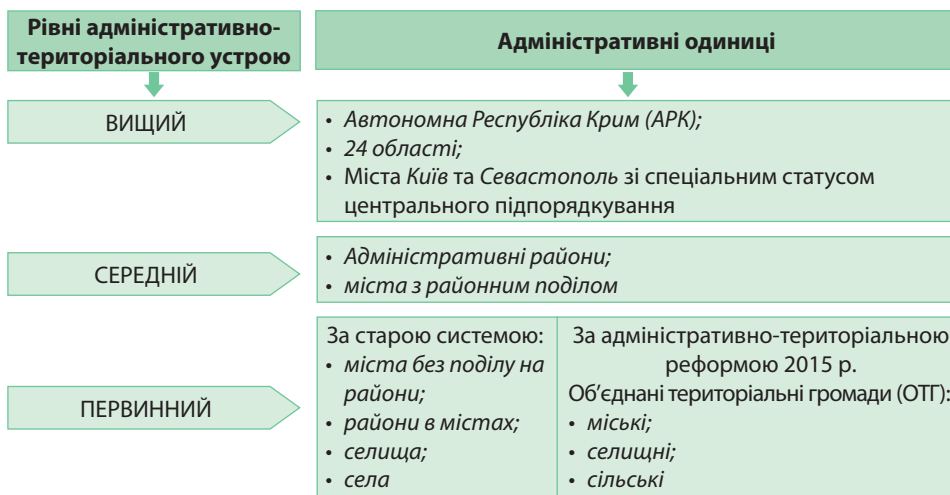 Рівні адміністративно-
територіального устрою
Адміністративні одиниці
ВИЩИЙ
• Автономна Республіка Крим (АРК);
• 24 області;
• Міста Київ та Севастополь зі спеціальним статусом
центрального підпорядкування
СЕРЕДНІЙ
• Адміністративні райони;
• міста з районним поділом
ПЕРВИННИЙ
За старою системою:
• міста без поділу на
райони;
• райони в містах;
• селища;
• села
За адміністративно-територіальною
реформою 2015 р.
Об’єднані територіальні громади (ОТГ):
• міські;
• селищні;
• сільські